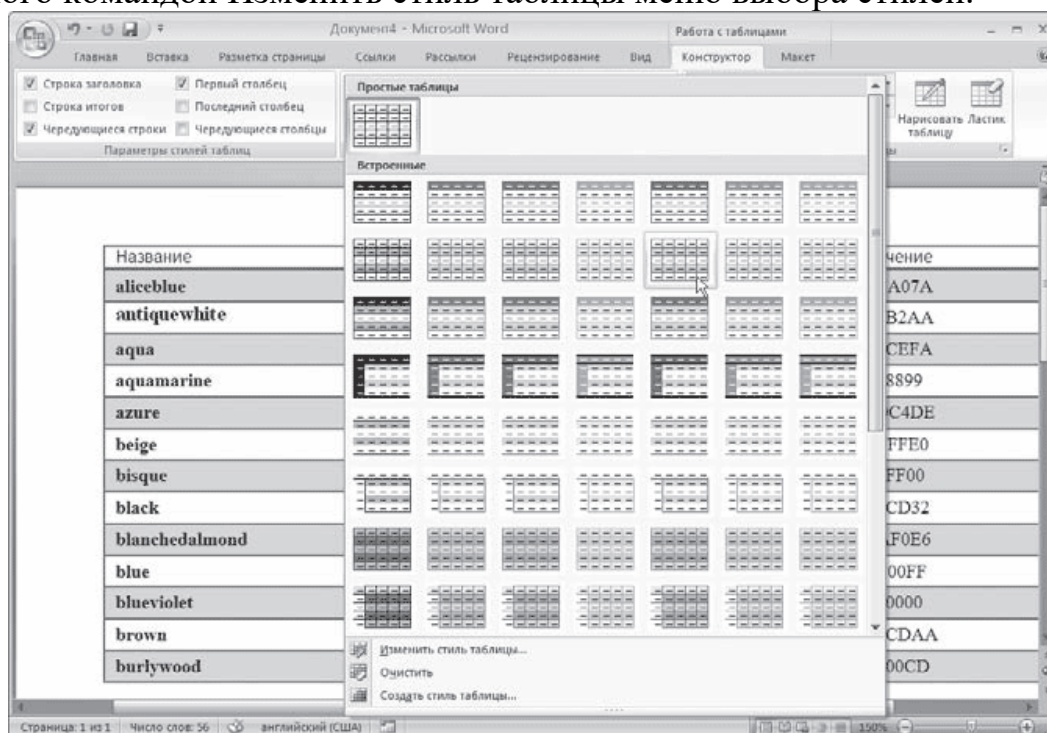 ого командой Изменить стиль таблицы меню выбора стилей.
Документ4 - Microsoft Word
Работа с таблицами
Главная Вставка Разметка страницы Ссылки Рассылки Рецензирование Вид Конструктор Макет
Строка заголовка Первый столбец
Строка итогов Последний столбец
Чередующиеся строки Чередующиеся столбцы
Параметры стилей таблиц
Простые таблицы
Встроенные
Нарисовать таблицу Ластик
Название чение
aliceblue A07A
antiquewhite B2AA
aqua CEFA
aquamarine 8899
azure C4DE
beige FFE0
bisque FF00
black CD32
blanchedalmond F0E6
blue 00FF
blueviolet 0000
brown CDAA
burlywood 00CD
Изменить стиль таблицы...
Очистить
Создать стиль таблицы...
Страница: 1 из 1 Число слов: 56 английский (США) 150%